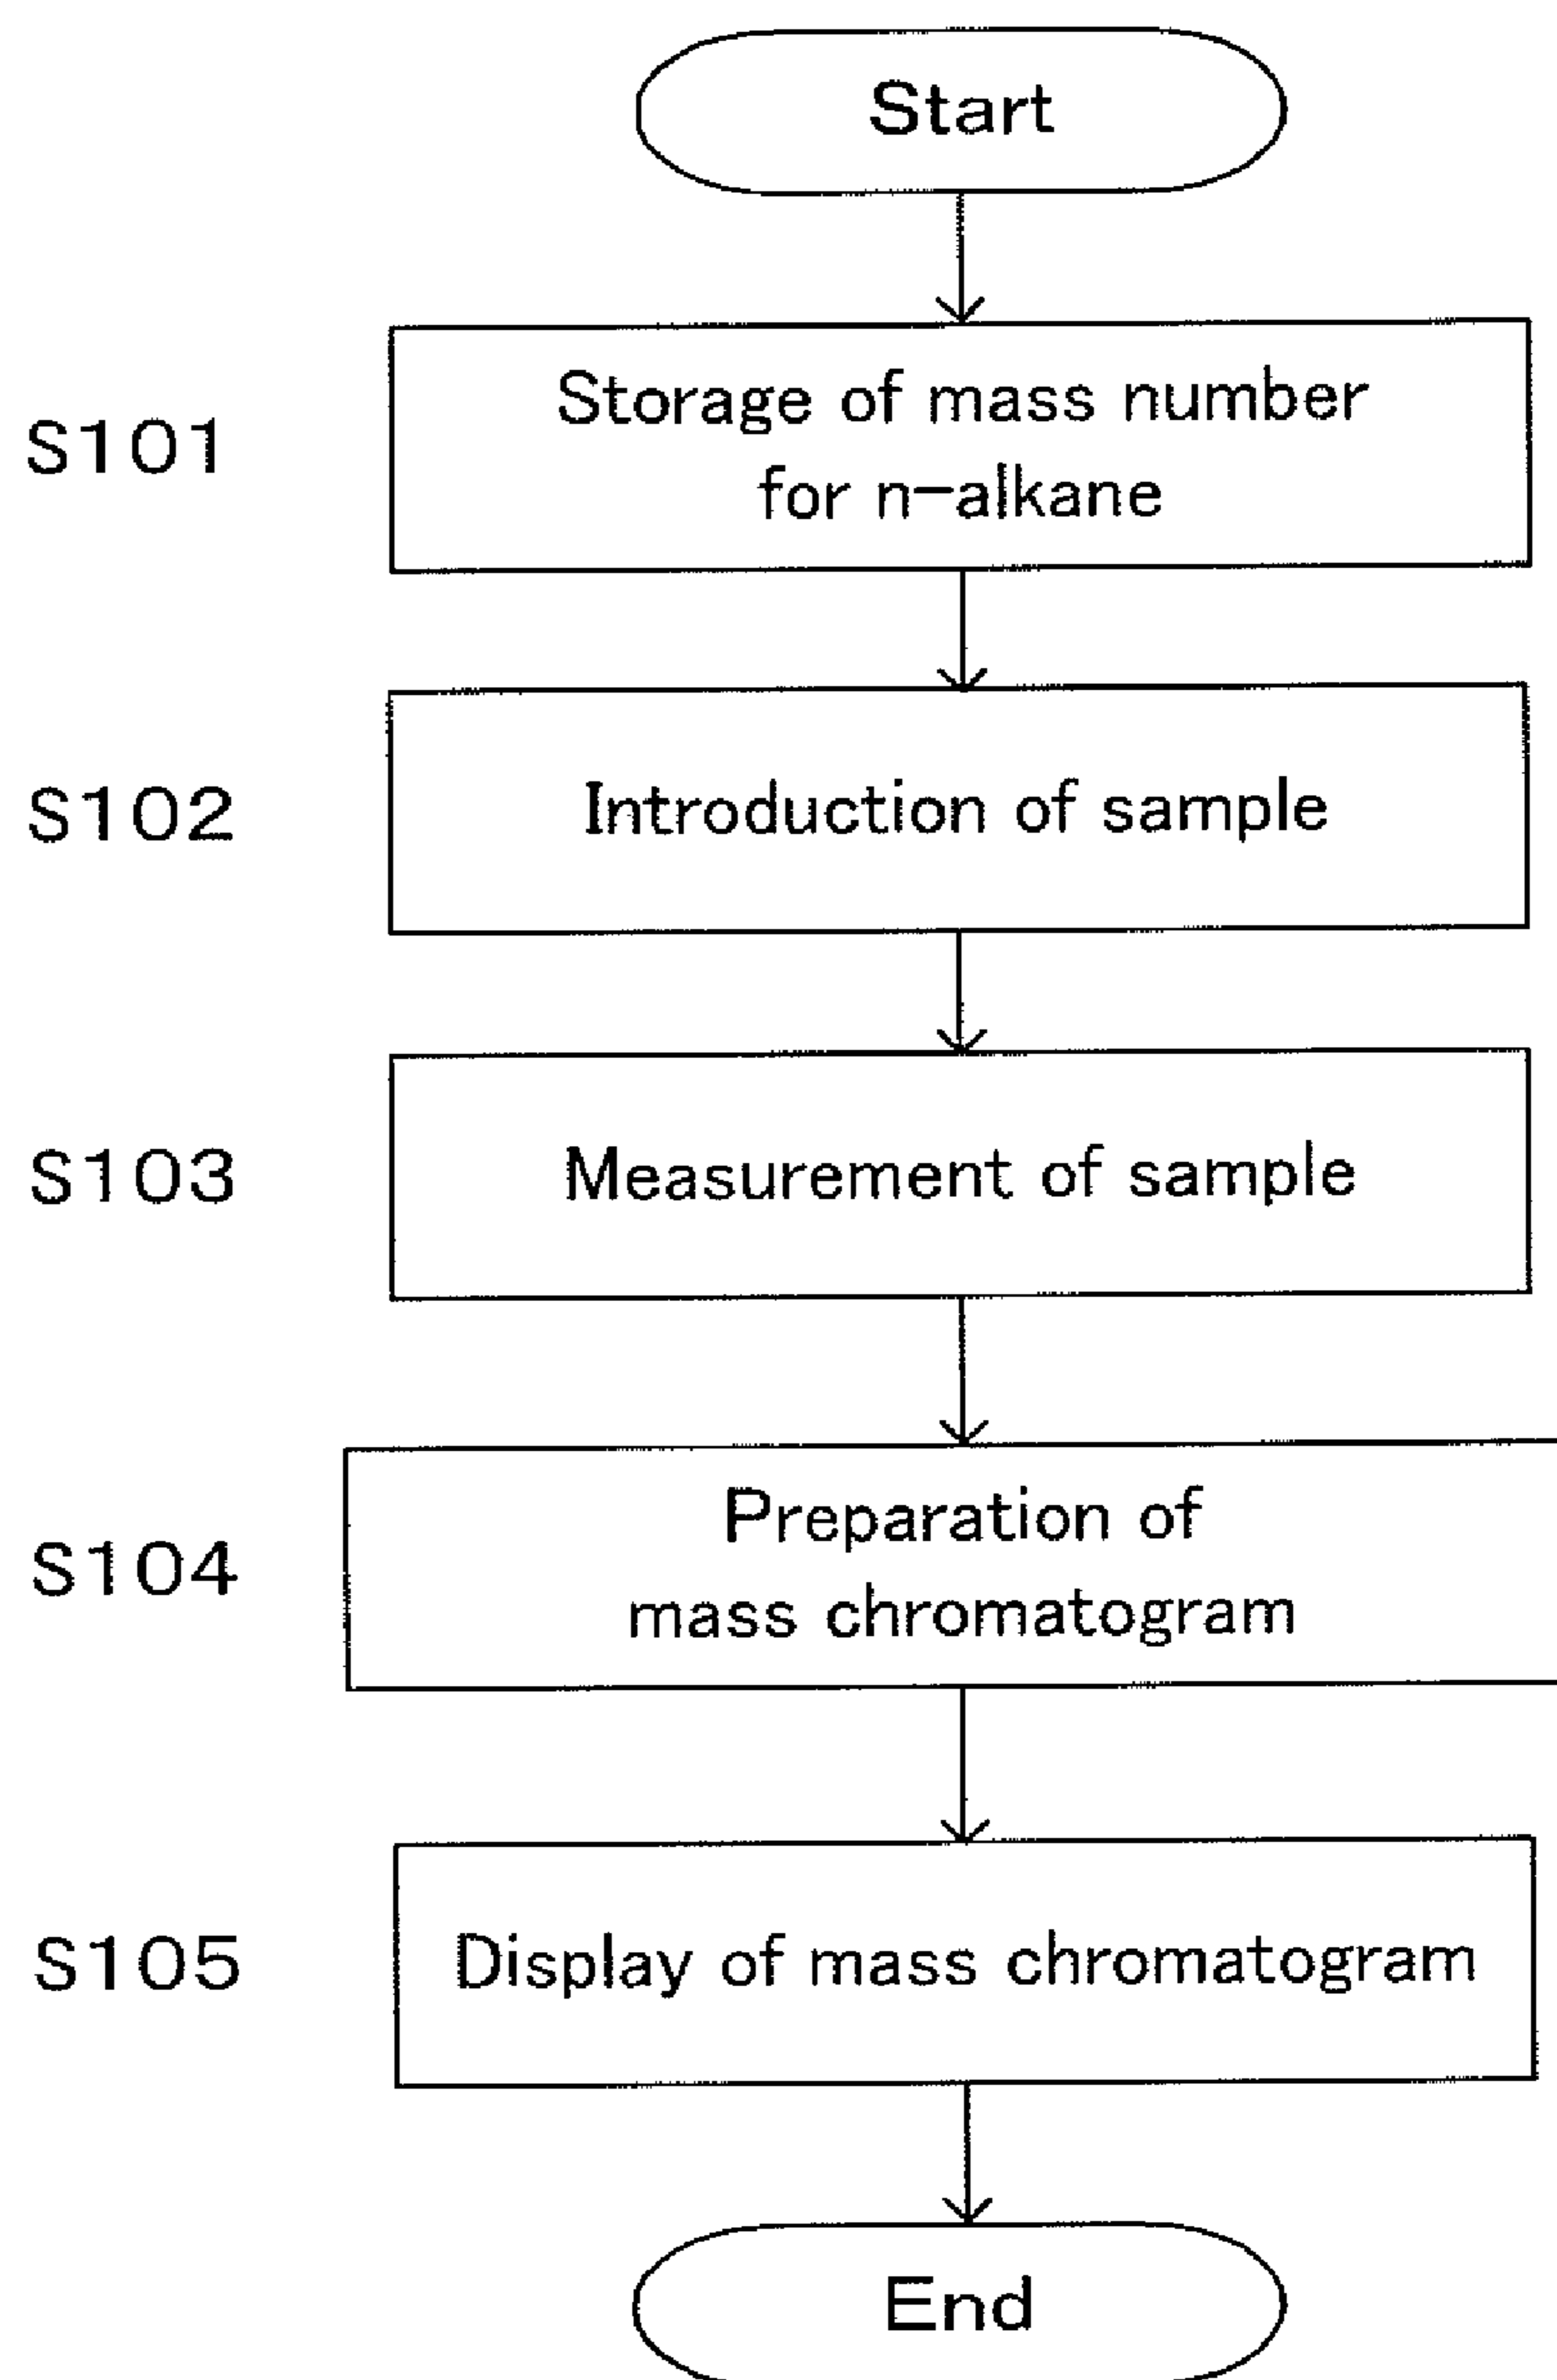 Start
S101
Storage of mass number
for n-alkane
S102
Introduction of sample
S103
Measurement of sample
S104
Preparation of
mass chromatogram
S105
Display of mass chromatogram
End